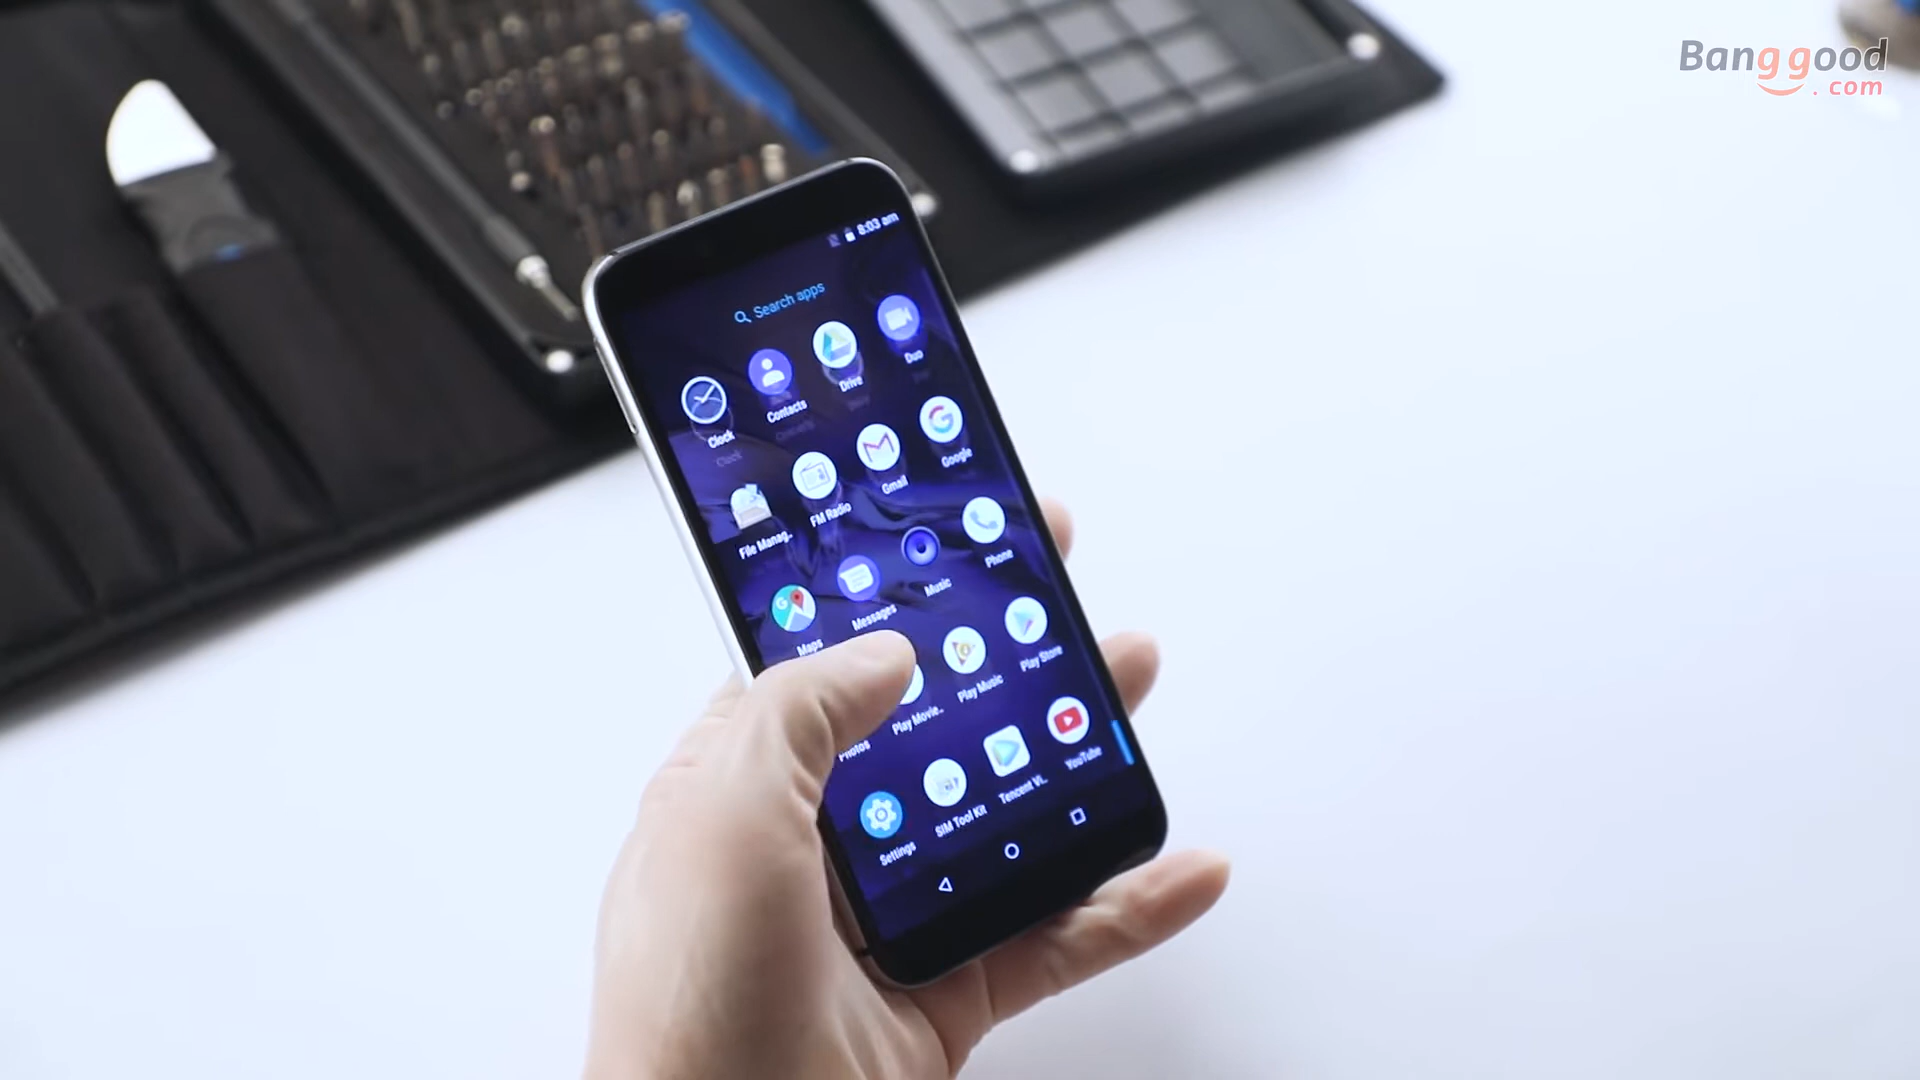 Banggood
.com
8:03 am
Search apps
Clock
Contacts
Drive
Duo
File Manag..
FM Radio
Gmail
Google
Maps
Messages
Music
Phone
Photos
Play Movie..
Play Music
Play Store
Settings
SIM Tool Kit
Tencent Vi..
YouTube